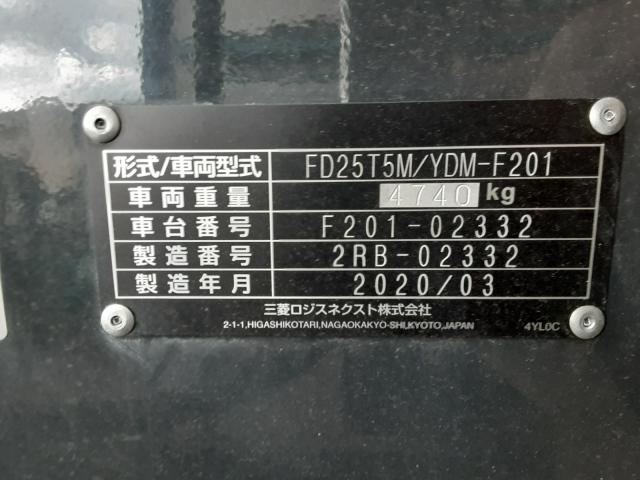 形式/車両型式 FD25T5M/YDM-F201
車両重量 4740 kg
車台番号 F201-02332
製造番号 2RB-02332
製造年月 2020/03
三菱ロジスネクスト株式会社
2-1-1,HIGASHIKOTARI,NAGAOKAKYO-SHI,KYOTO,JAPAN 4YL0C